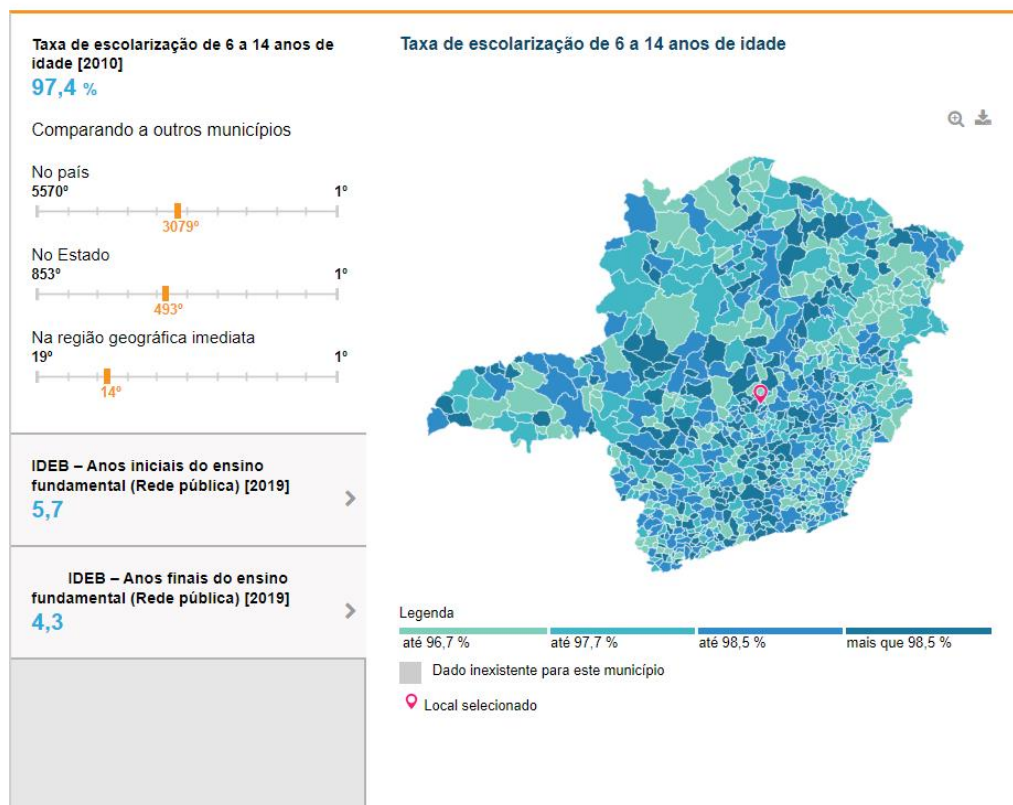 Taxa de escolarização de 6 a 14 anos de
idade [2010]
97,4 %
Comparando a outros municípios
No país
5570º 1º
3079º
No Estado
853º 1º
493º
Na região geográfica imediata
19º 1º
14º
IDEB – Anos iniciais do ensino
fundamental (Rede pública) [2019]
5,7
IDEB – Anos finais do ensino
fundamental (Rede pública) [2019]
4,3
Taxa de escolarização de 6 a 14 anos de idade
Legenda
até 96,7 % até 97,7 % até 98,5 % mais que 98,5 %
Dado inexistente para este município
Local selecionado